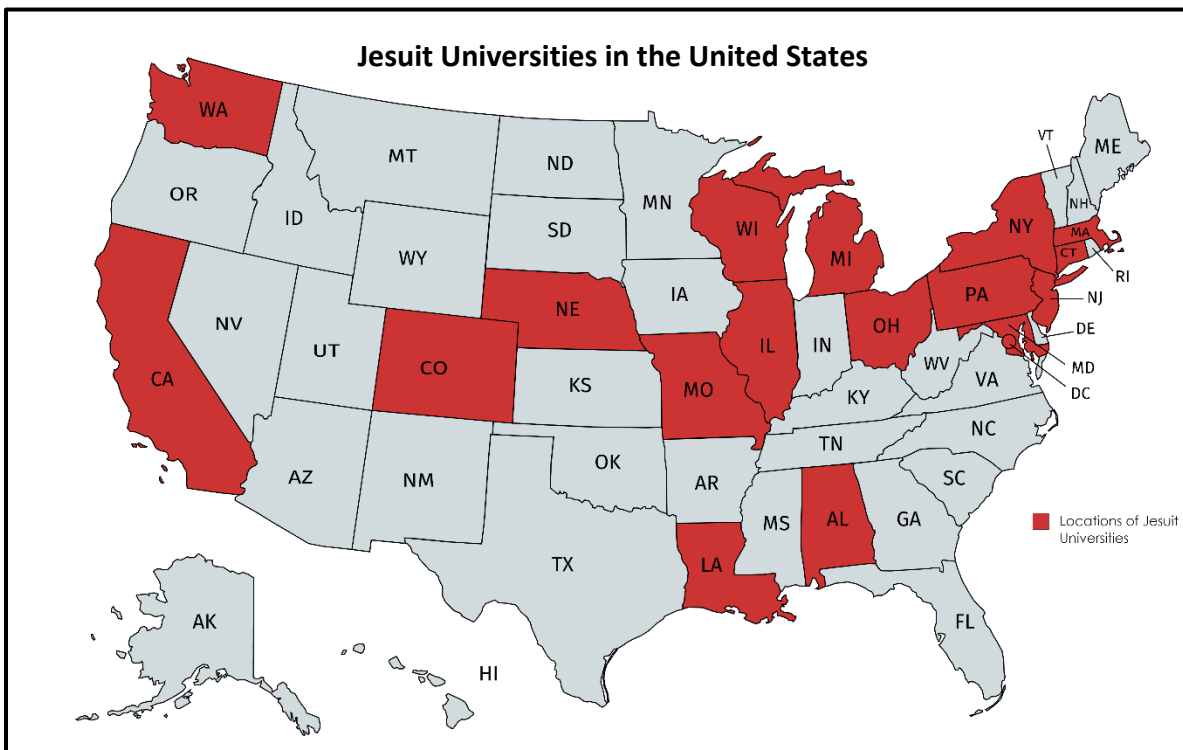 Jesuit Universities in the United States
WA
MT
ND
MN
VT
ME
OR
ID
SD
WI
NY
NH
MA
WY
MI
CT
RI
IA
PA
NJ
NE
NV
UT
OH
DE
IL
IN
CA
CO
WV
MD
KS
MO
VA
DC
KY
NC
TN
OK
AZ
NM
AR
SC
MS
AL
GA
Locations of Jesuit
Universities
LA
TX
AK
FL
HI